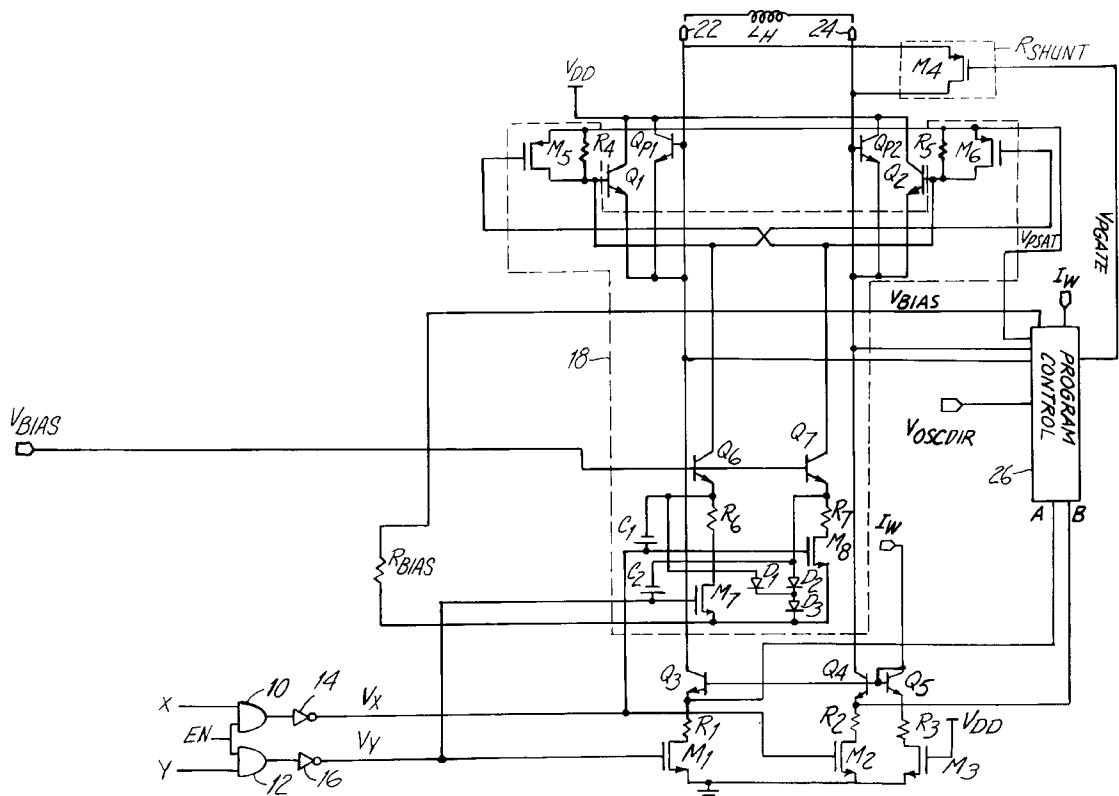 22
L_H
24
R_SHUNT
M4
V_DD
M5
R4
Q_P1
Q1
Q_P2
Q2
R5
M6
V_PSAT
V_PGATE
V_BIAS
I_W
18
PROGRAM CONTROL
V_BIAS
V_OSCDIR
26
A
B
Q6
Q7
C1
R6
R7
M8
I_W
R_BIAS
C2
D1
D2
M7
D3
Q3
Q4
Q5
10
14
X
V_X
EN
R1
R2
R3
V_DD
V_Y
Y
M1
M2
M3
12
16